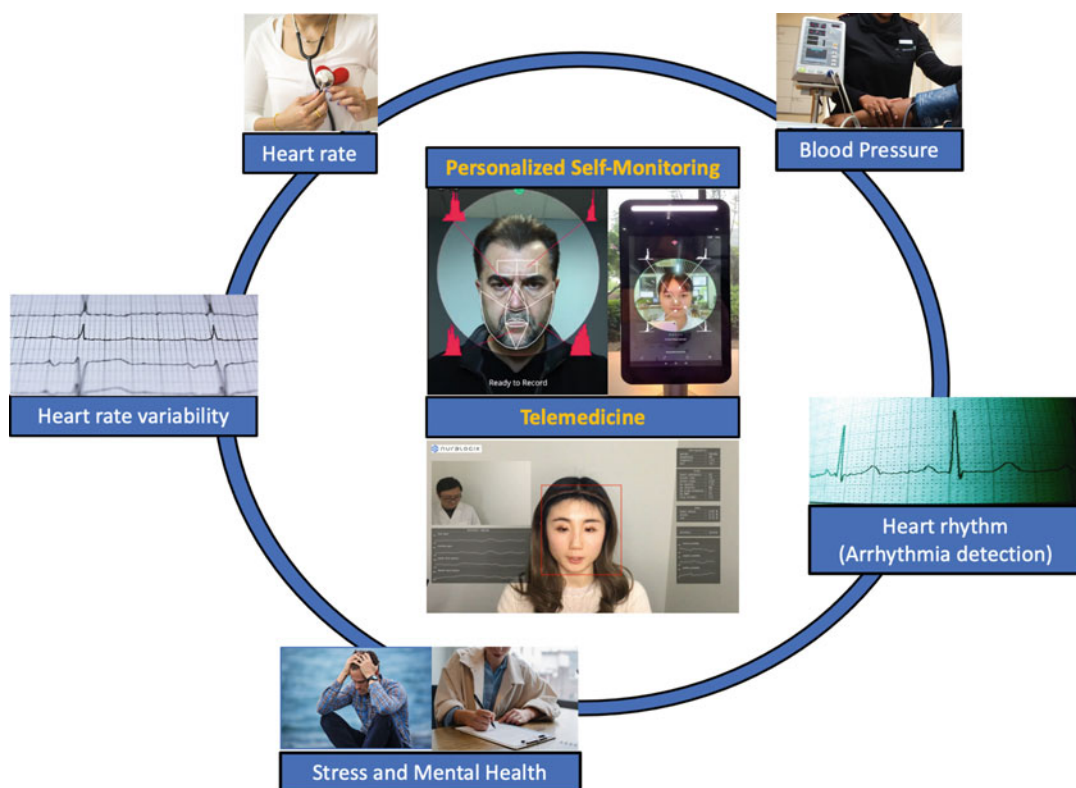 Heart rate
Blood Pressure
Personalized Self-Monitoring
Ready to Record
Heart rate variability
Telemedicine
nuralogix
Heart rhythm
(Arrhythmia detection)
Stress and Mental Health